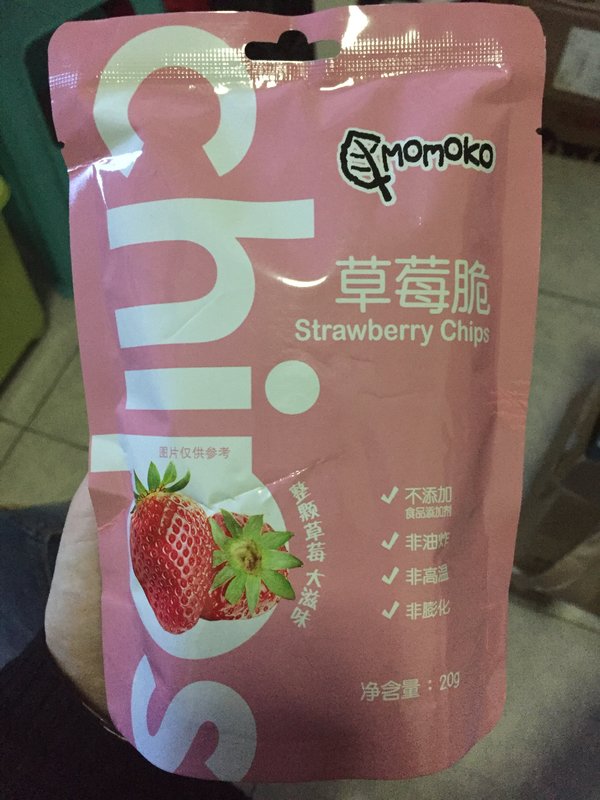 chips
momoko
草莓脆
Strawberry Chips
图片仅供参考
整颗草莓 大滋味
✓ 不添加
食品添加剂
✓ 非油炸
✓ 非高温
✓ 非膨化
净含量：20g